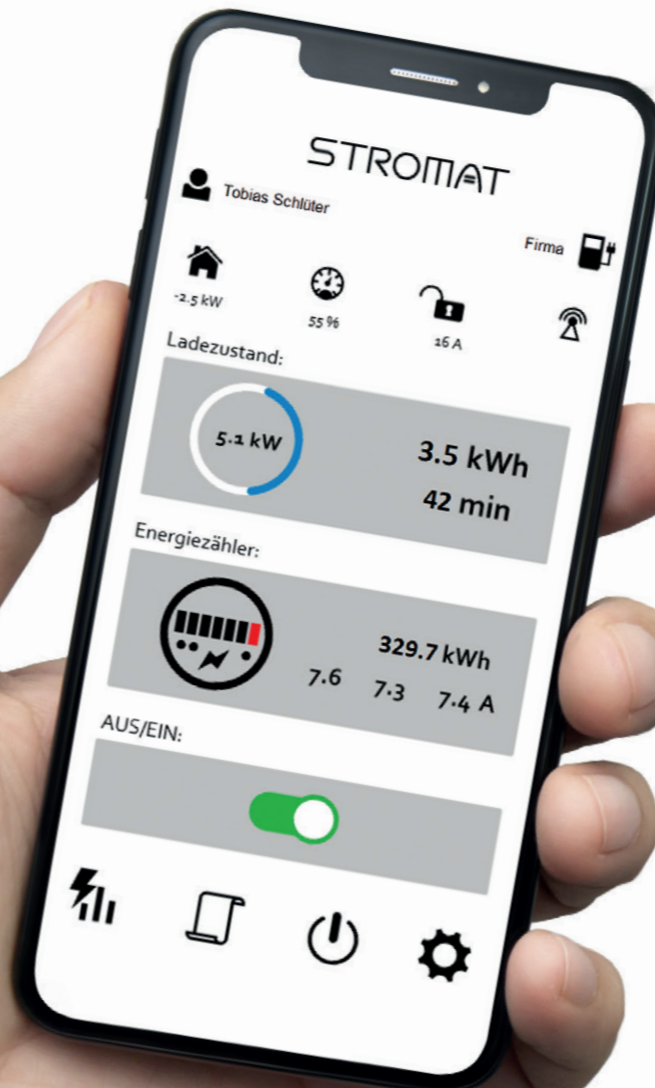 STROMAT
Tobias Schlüter
Firma
-2.5 kW
55 %
16 A
Ladezustand:
5.1 kW
3.5 kWh
42 min
Energiezähler:
329.7 kWh
7.6 7.3 7.4 A
AUS/EIN: